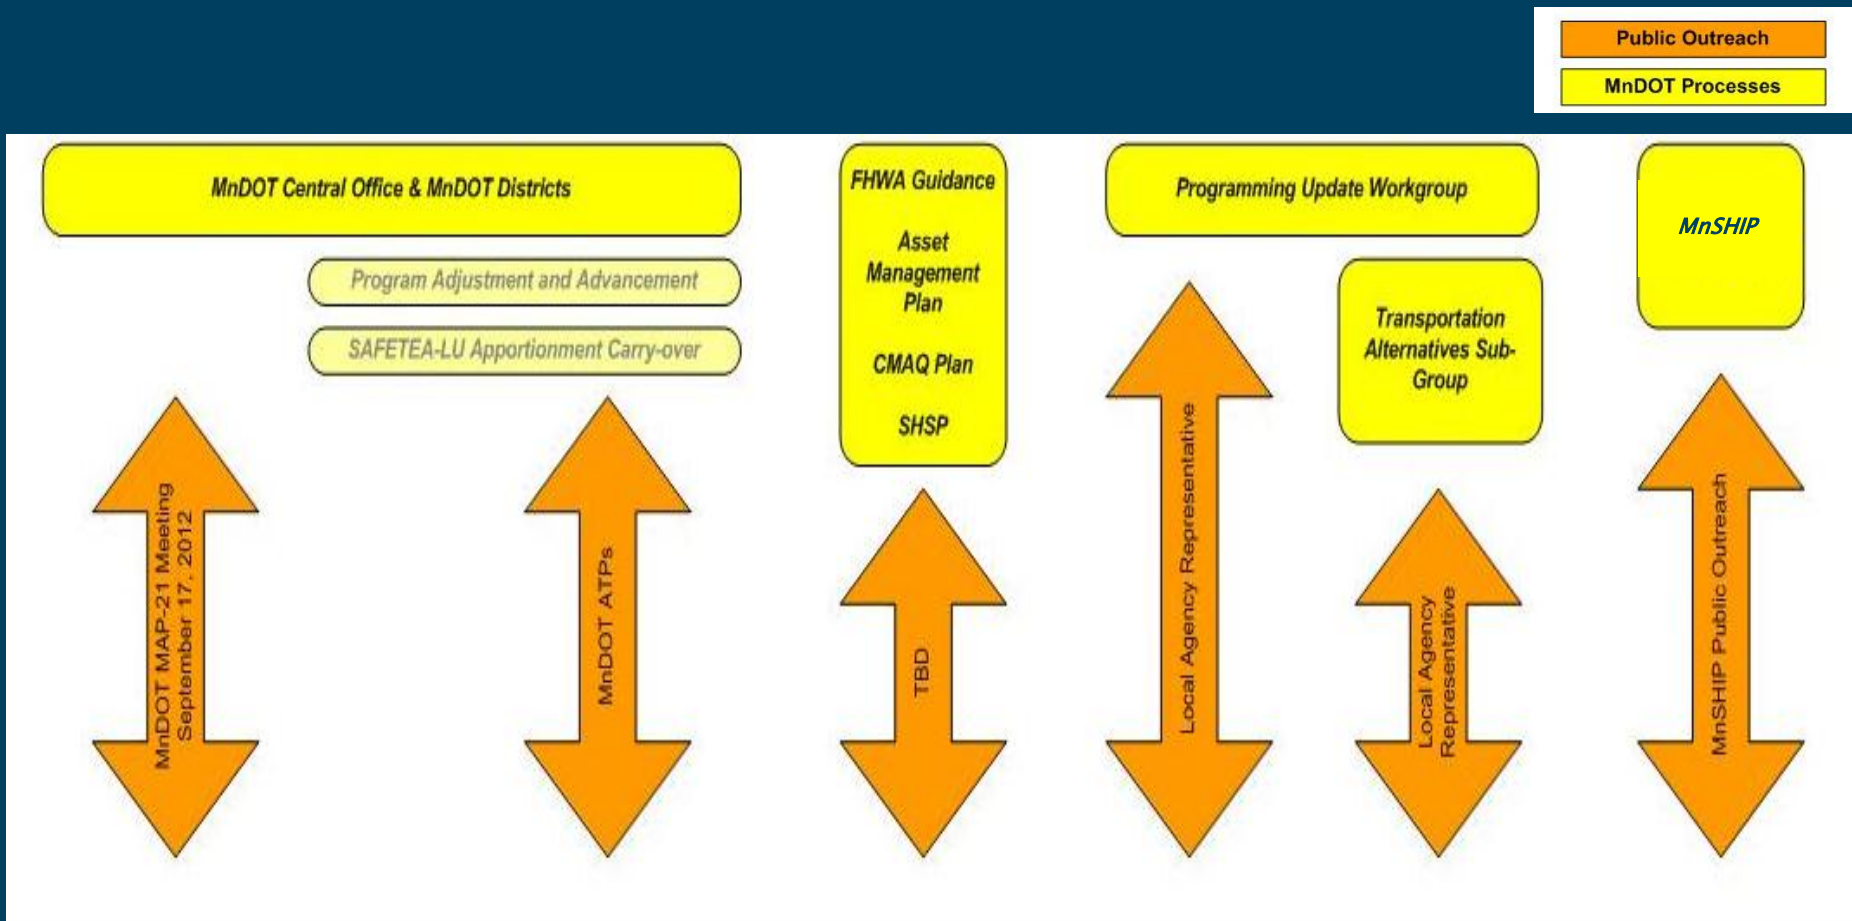 Public Outreach
MnDOT Processes
MnDOT Central Office & MnDOT Districts
Program Adjustment and Advancement
SAFETEA-LU Apportionment Carry-over
FHWA Guidance
Asset
Management
Plan
CMAQ Plan
SHSP
Programming Update Workgroup
Transportation
Alternatives Sub-
Group
MnSHIP
MnDOT MAP-21 Meeting
September 17, 2012
MnDOT ATPs
TBD
Local Agency Representative
Local Agency
Representative
MnSHIP Public Outreach